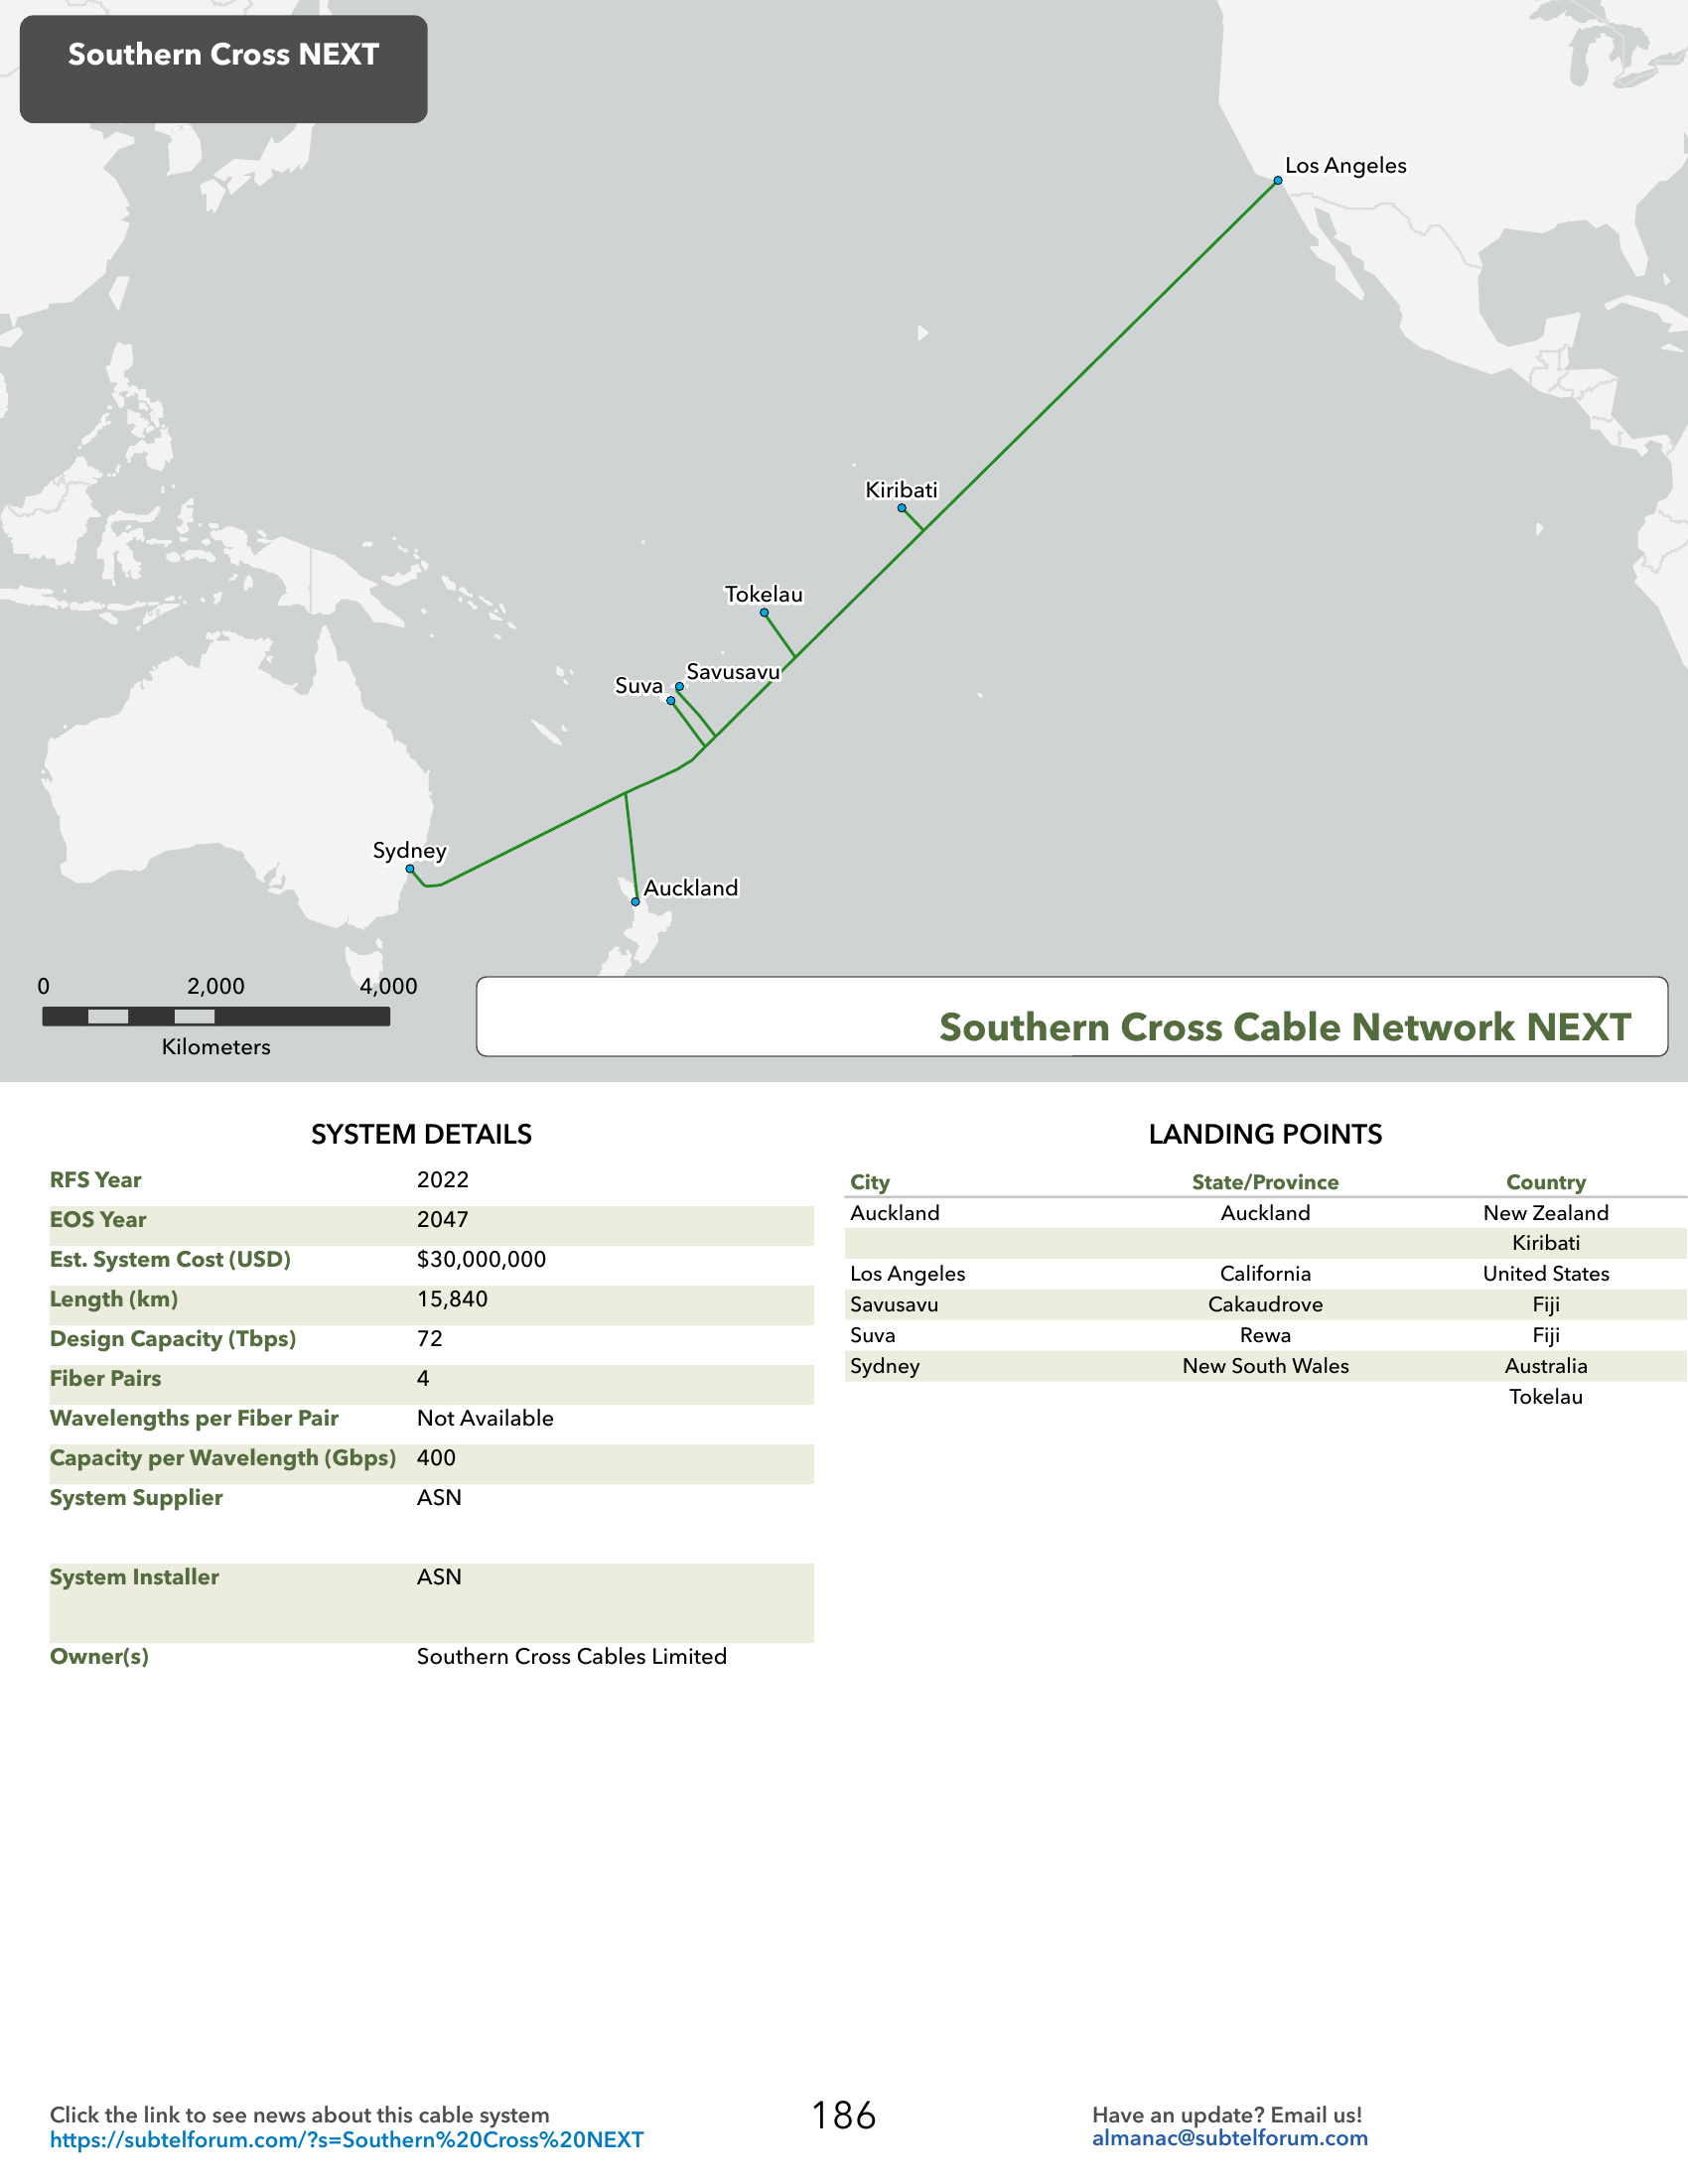 Southern Cross NEXT
Los Angeles
Kiribati
Tokelau
Savusavu
Suva
Sydney
Auckland
0 2,000 4,000
Kilometers
Southern Cross Cable Network NEXT
SYSTEM DETAILS
RFS Year 2022
EOS Year 2047
Est. System Cost (USD) $30,000,000
Length (km) 15,840
Design Capacity (Tbps) 72
Fiber Pairs 4
Wavelengths per Fiber Pair Not Available
Capacity per Wavelength (Gbps) 400
System Supplier ASN
System Installer ASN
Owner(s) Southern Cross Cables Limited
LANDING POINTS
City State/Province Country
Auckland Auckland New Zealand
Kiribati
Los Angeles California United States
Savusavu Cakaudrove Fiji
Suva Rewa Fiji
Sydney New South Wales Australia
Tokelau
Click the link to see news about this cable system
https://subtelforum.com/?s=Southern%20Cross%20NEXT
186
Have an update? Email us!
almanac@subtelforum.com